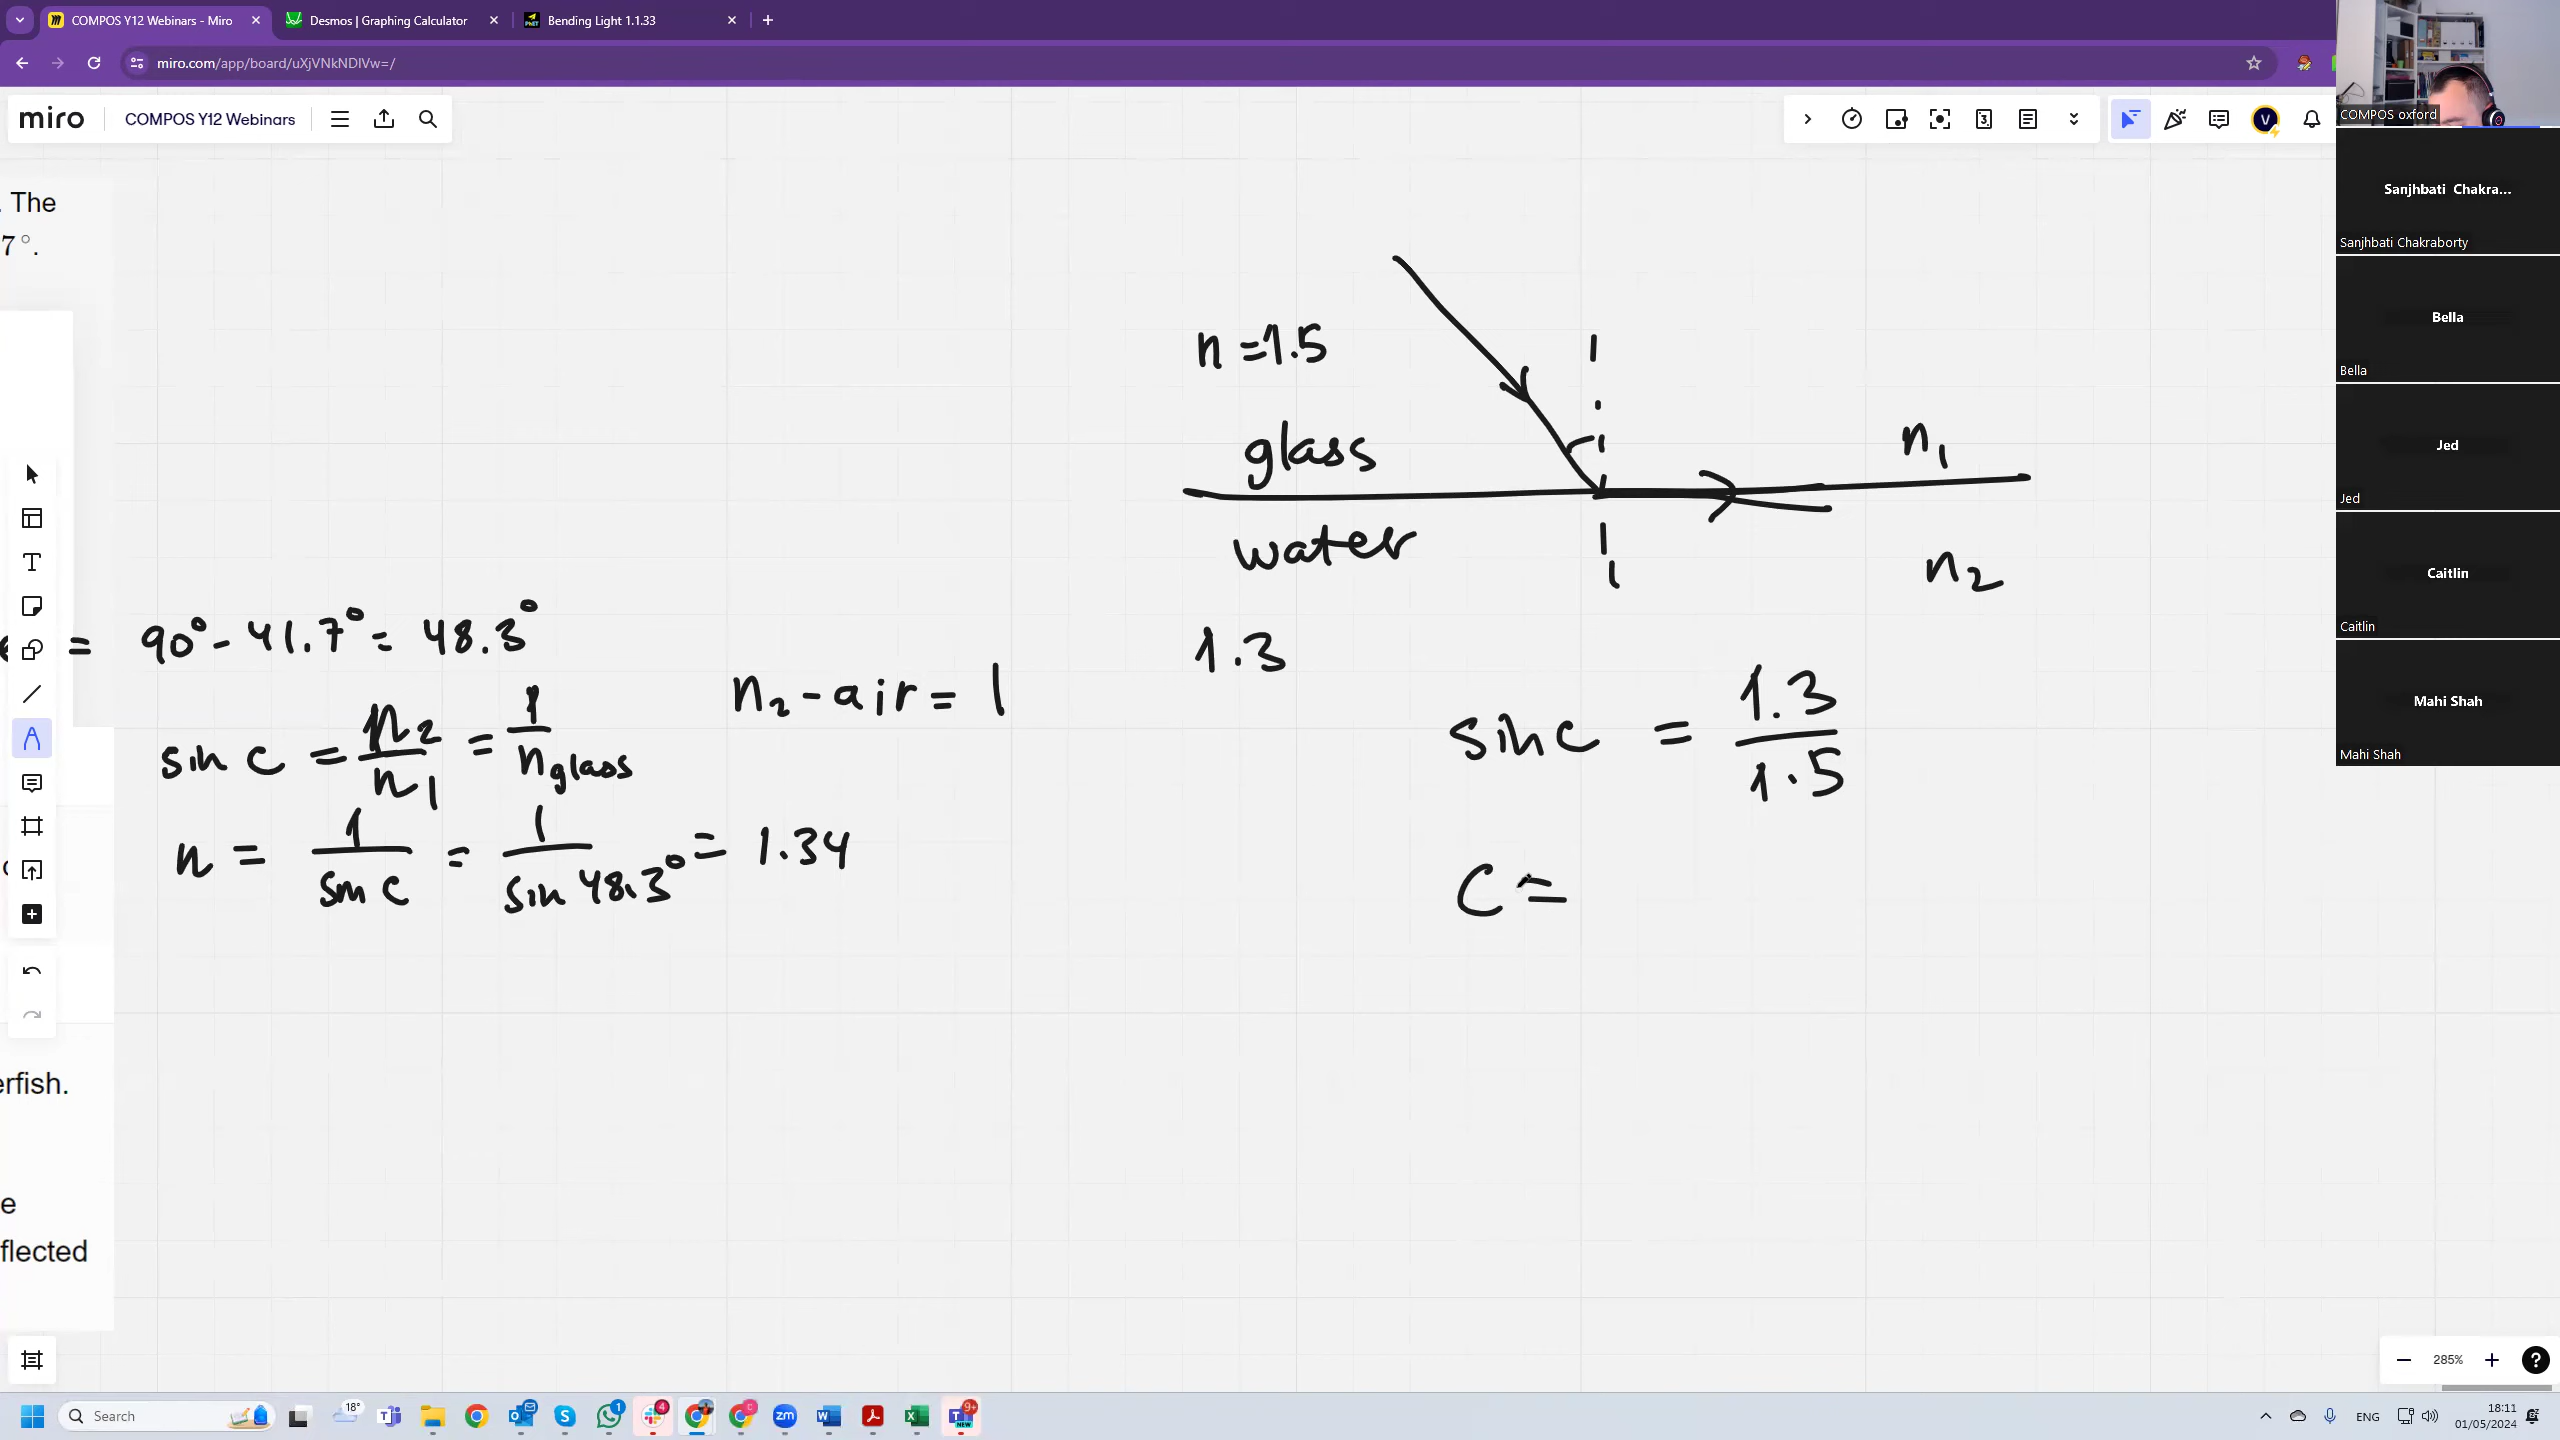 COMPOS Y12 Webinars - Miro
Desmos | Graphing Calculator
Bending Light 1.1.33
miro.com/app/board/uXjVNkNDIVw=/
miro
COMPOS Y12 Webinars
V
COMPOS oxford
Sanjhbati Chakra...
Sanjhbati Chakraborty
Bella
Bella
Jed
Jed
Caitlin
Caitlin
Mahi Shah
Mahi Shah
. The
7°.
n = 1.5
glass
n₁
water
n₂
1.3
= 90° - 41.7° = 48.3°
n₂ - air = 1
sin c = n₂/n₁ = 1/n glass
n = 1/sin c = 1/sin 48.3° = 1.34
sin c = 1.3/1.5
C =
erfish.
e
flected
285%
Search
18°
18:11
ENG
01/05/2024